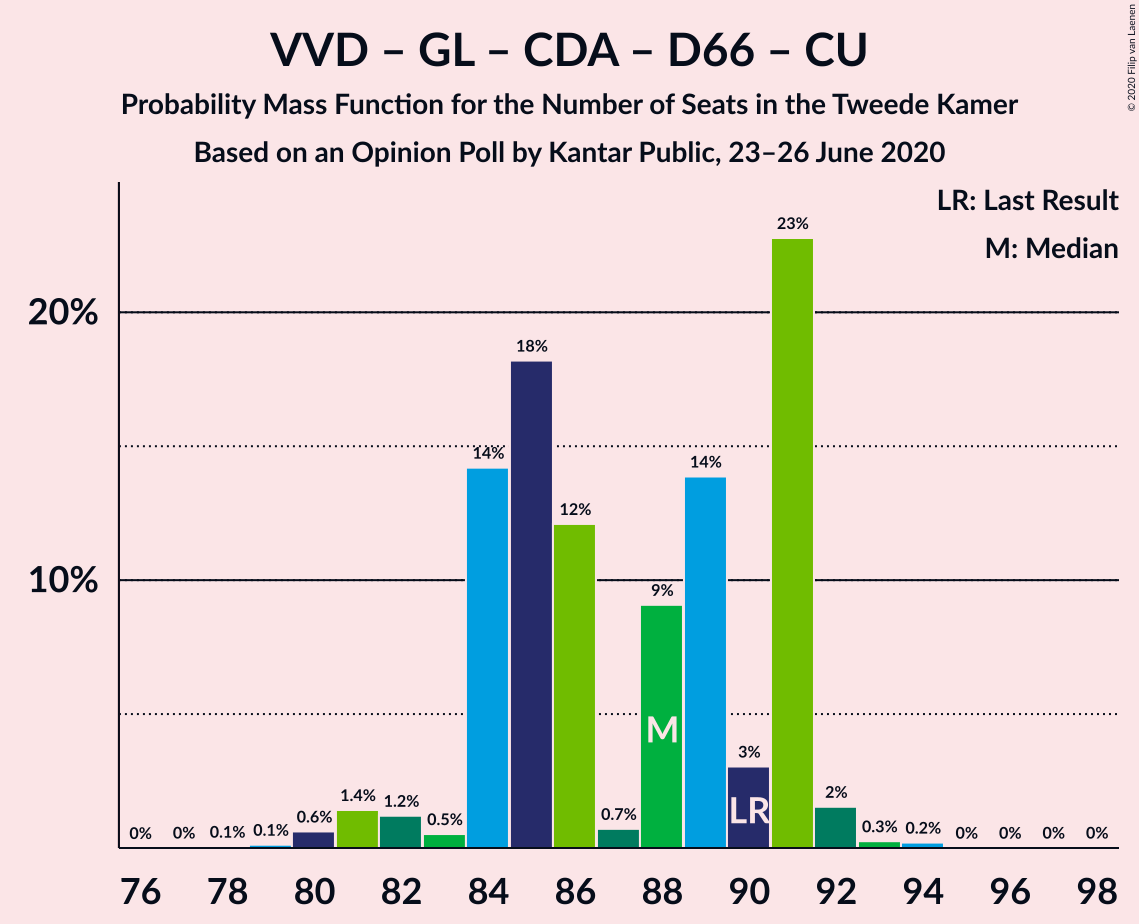 VVD – GL – CDA – D66 – CU
Probability Mass Function for the Number of Seats in the Tweede Kamer
Based on an Opinion Poll by Kantar Public, 23–26 June 2020
© 2020 Filip van Laenen
LR: Last Result
M: Median
20%
10%
0% 0% 0.1% 0.1% 0.6% 1.4% 1.2% 0.5% 14% 18% 12% 0.7% 9% 14% 3% 23% 2% 0.3% 0.2% 0% 0% 0% 0%
M
LR
76 78 80 82 84 86 88 90 92 94 96 98